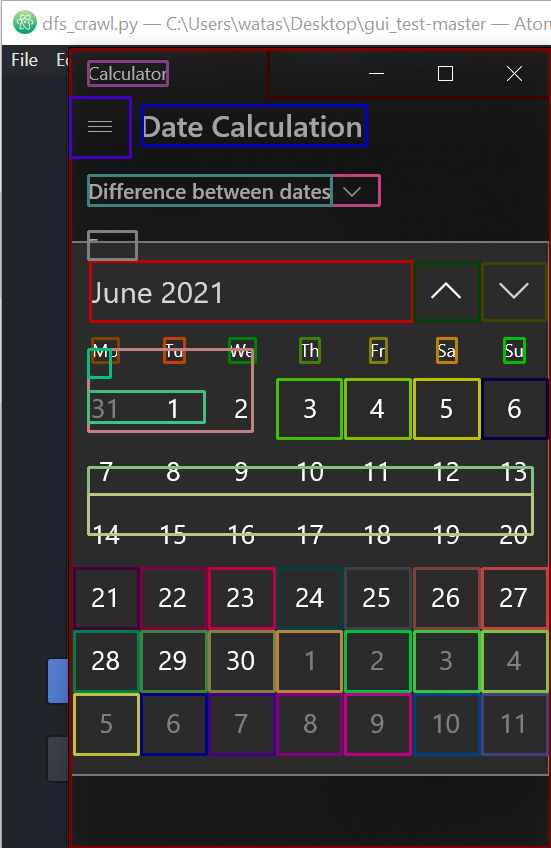 dfs_crawl.py — C:\Users\watas\Desktop\gui_test-master — Atom
File
Calculator
Date Calculation
Difference between dates
June 2021
Mo Tu We Th Fr Sa Su
31 1 2 3 4 5 6
7 8 9 10 11 12 13
14 15 16 17 18 19 20
21 22 23 24 25 26 27
28 29 30 1 2 3 4
5 6 7 8 9 10 11